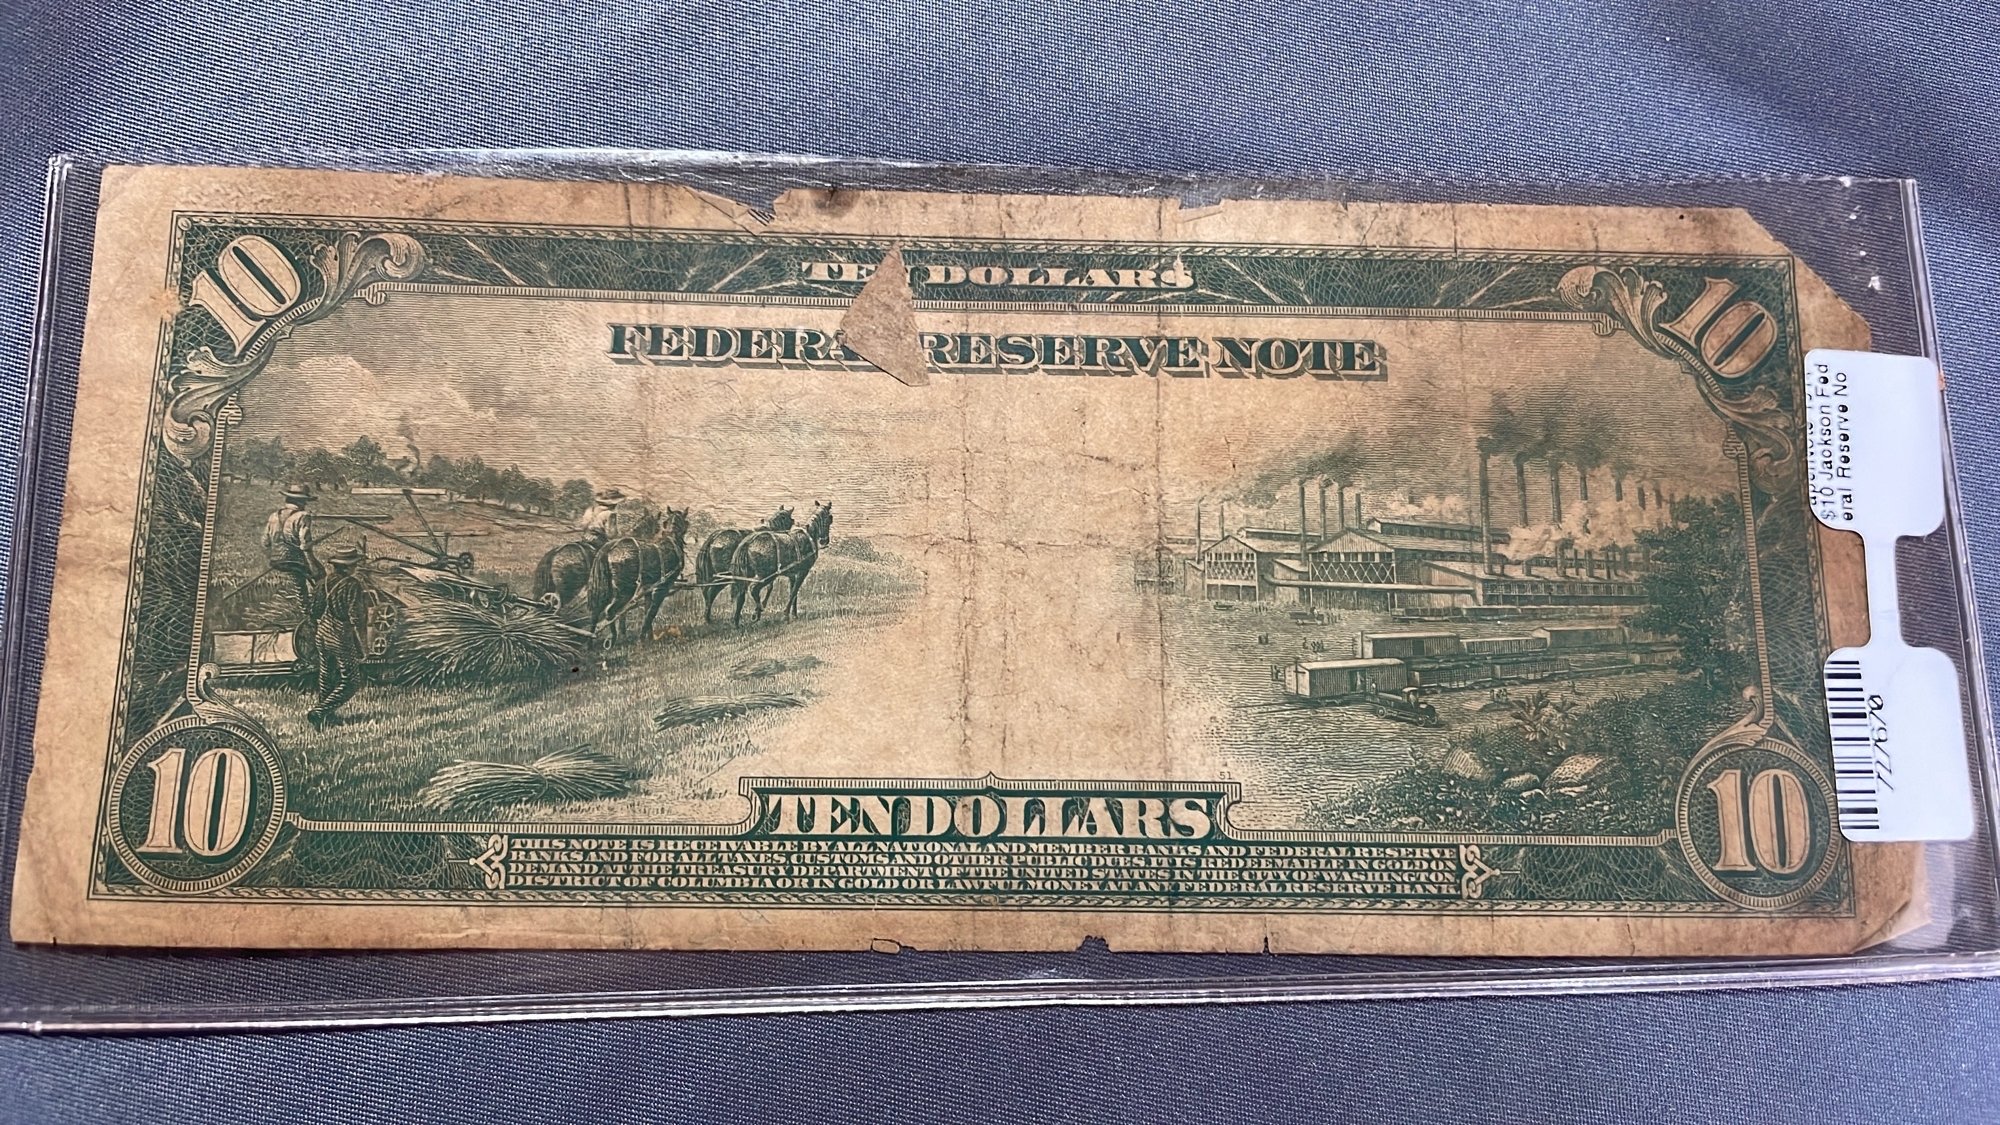 10
TEN DOLLARS
10
FEDERAL RESERVE NOTE
$10 Jackson Fed
eral Reserve No
51
10
TEN DOLLARS
10
THIS NOTE IS RECEIVABLE BY ALL NATIONAL AND MEMBER BANKS AND FEDERAL RESERVE
BANKS AND FOR ALL TAXES, CUSTOMS AND OTHER PUBLIC DUES. IT IS REDEEMABLE IN GOLD ON
DEMAND AT THE TREASURY DEPARTMENT OF THE UNITED STATES IN THE CITY OF WASHINGTON
DISTRICT OF COLUMBIA OR IN GOLD OR LAWFUL MONEY AT ANY FEDERAL RESERVE BANK